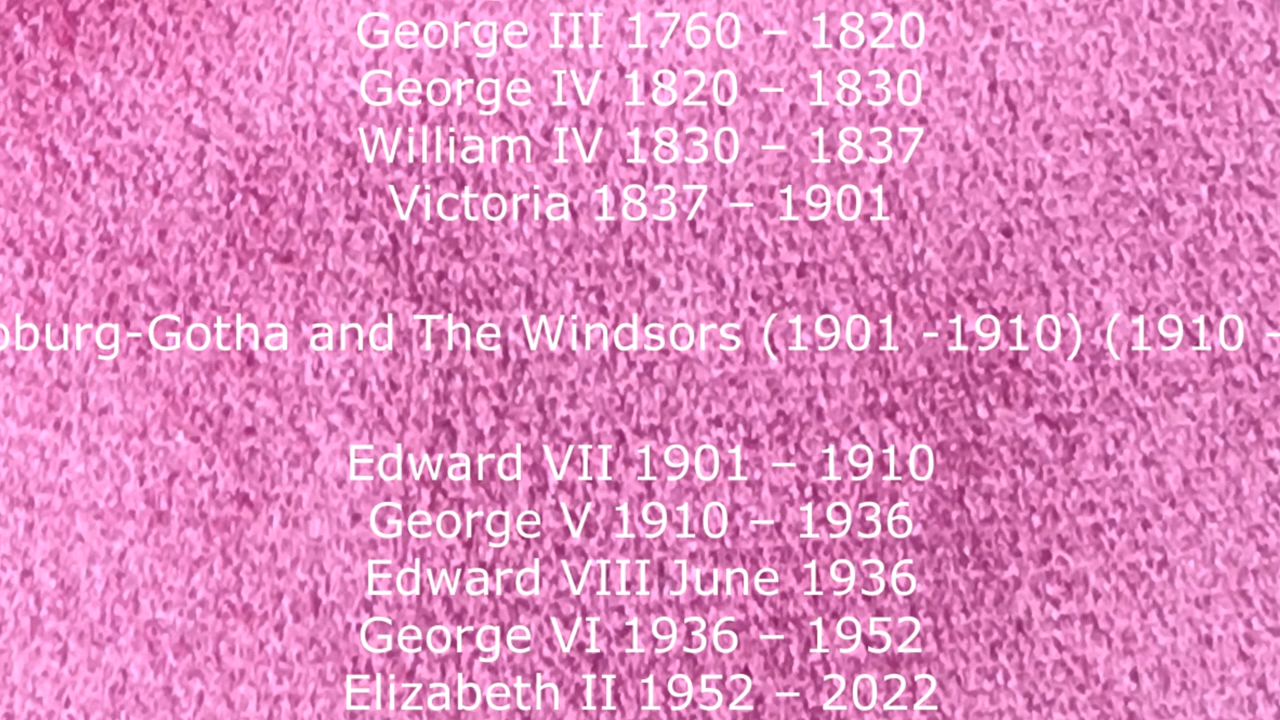 George III 1760 – 1820
George IV 1820 – 1830
William IV 1830 – 1837
Victoria 1837 – 1901
oburg-Gotha and The Windsors (1901 -1910) (1910 -
Edward VII 1901 – 1910
George V 1910 – 1936
Edward VIII June 1936
George VI 1936 – 1952
Elizabeth II 1952 – 2022